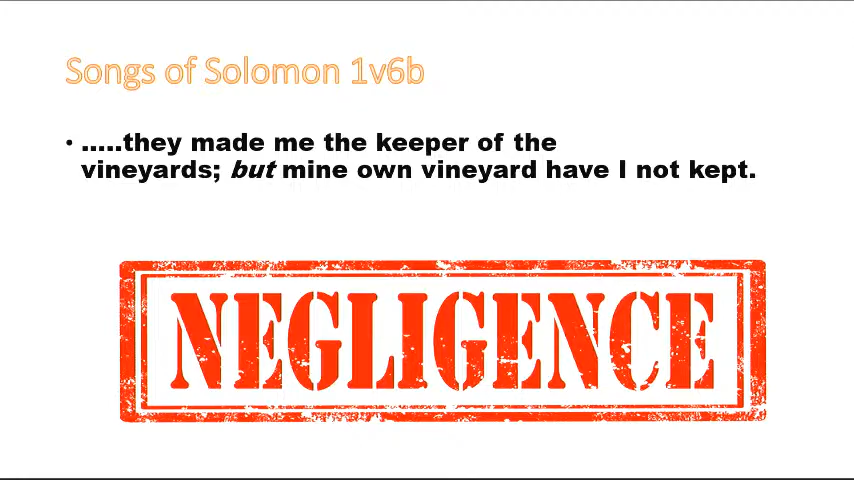 Songs of Solomon 1v6b
• .....they made me the keeper of the
vineyards; but mine own vineyard have I not kept.
NEGLIGENCE